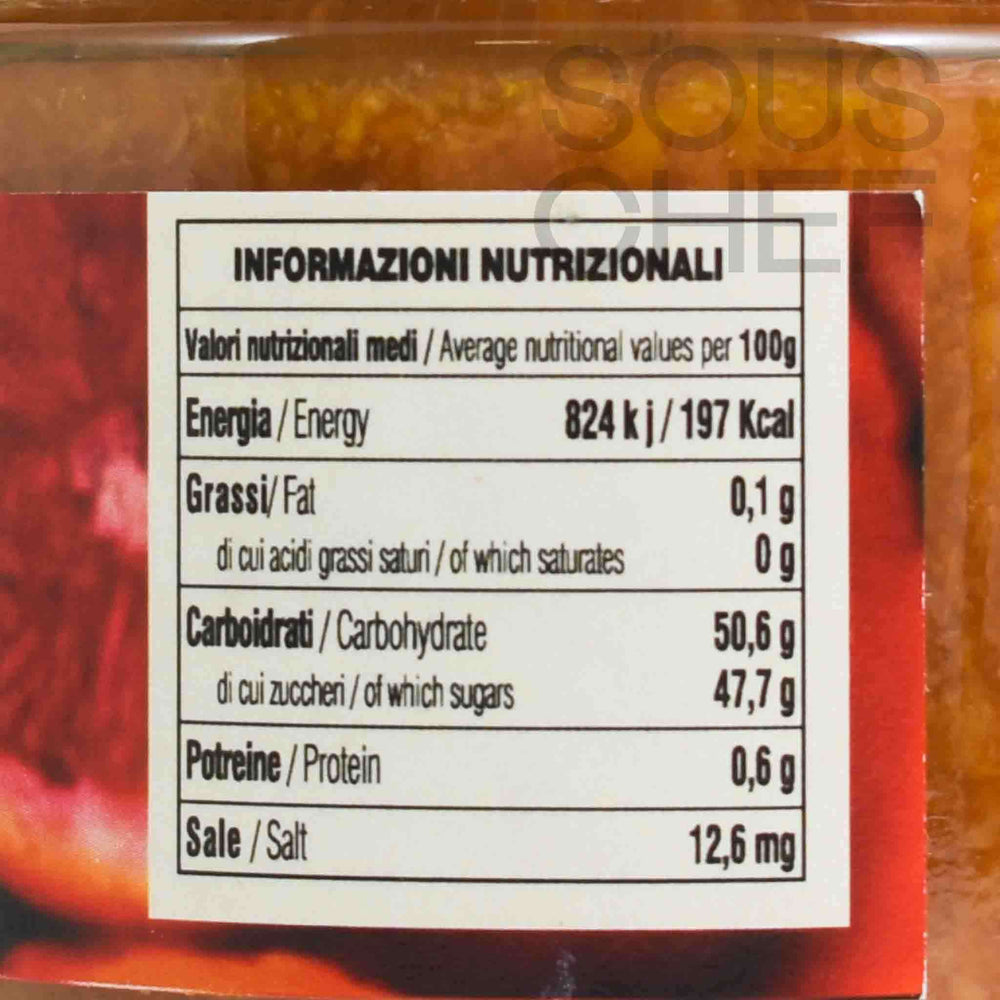 SOUS
CHEF
INFORMAZIONI NUTRIZIONALI
Valori nutrizionali medi / Average nutritional values per 100g
Energia / Energy 824 k j / 197 Kcal
Grassi/ Fat 0,1 g
di cui acidi grassi saturi / of which saturates 0 g
Carboidrati / Carbohydrate 50,6 g
di cui zuccheri / of which sugars 47,7 g
Potreine / Protein 0,6 g
Sale / Salt 12,6 mg